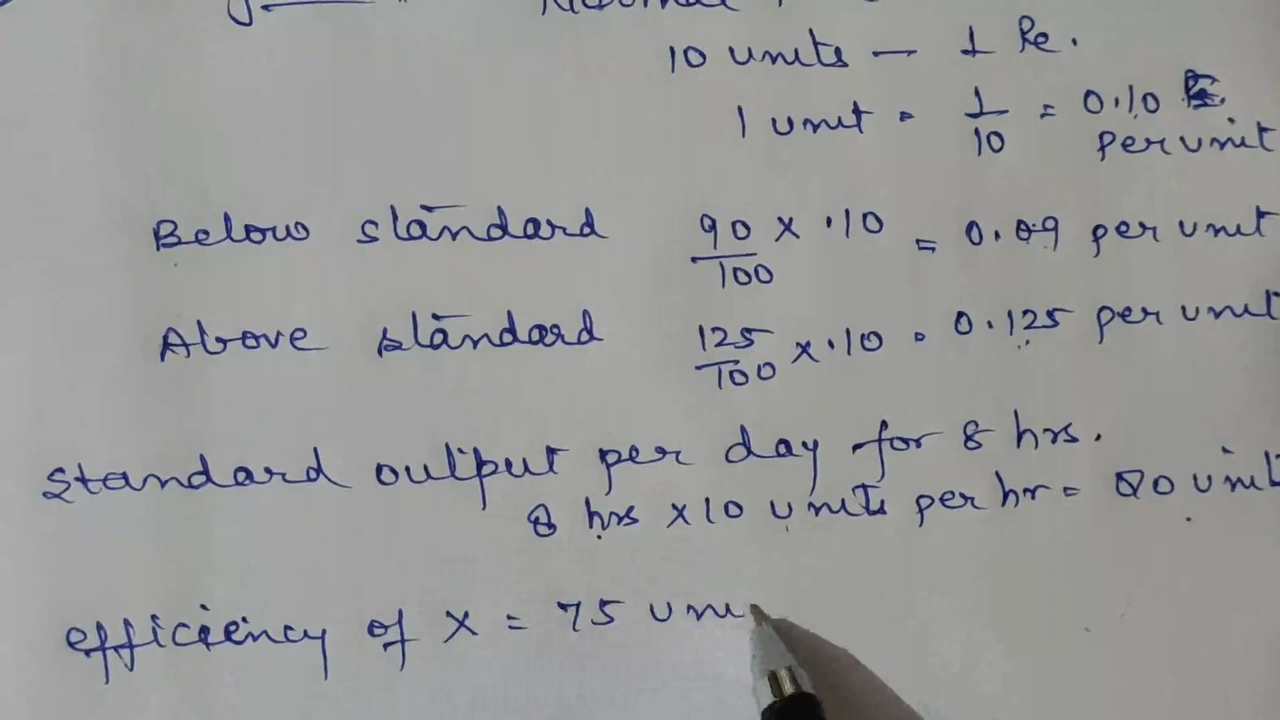 10 units — 1 Re.
1 unit = 1/10 = 0.10
per unit
Below standard 90/100 x .10 = 0.09 per unit
Above standard 125/100 x .10 = 0.125 per unit
Standard output per day for 8 hrs.
8 hrs x 10 units per hr = 80 unit
efficiency of x = 75 uni